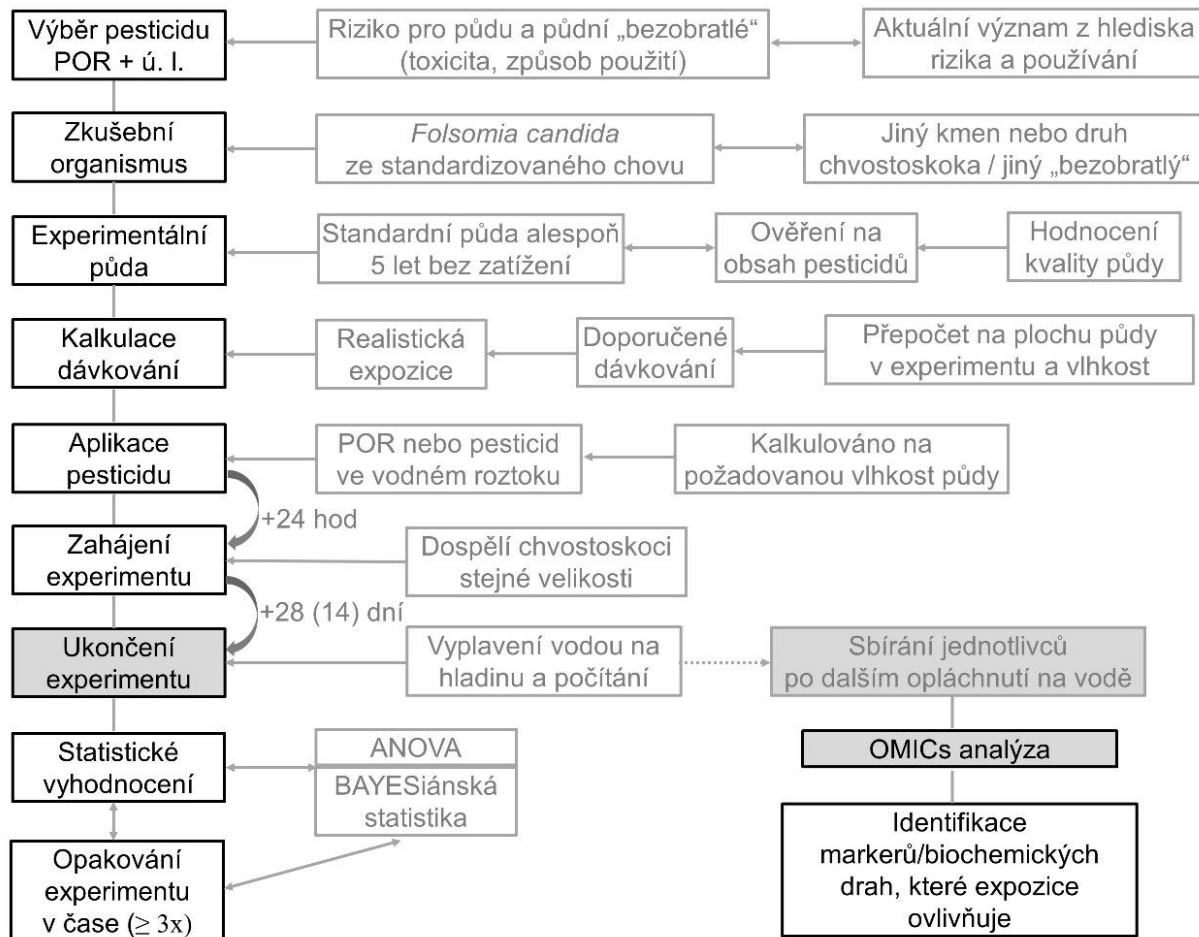 Výběr pesticidu
POR + ú. l.
Riziko pro půdu a půdní „bezobratlé“
(toxicita, způsob použití)
Aktuální význam z hlediska
rizika a používání
Zkušební
organismus
Folsomia candida
ze standardizovaného chovu
Jiný kmen nebo druh
chvostoskoka / jiný „bezobratlý“
Experimentální
půda
Standardní půda alespoň
5 let bez zatížení
Ověření na
obsah pesticidů
Hodnocení
kvality půdy
Kalkulace
dávkování
Realistická
expozice
Doporučené
dávkování
Přepočet na plochu půdy
v experimentu a vlhkost
Aplikace
pesticidu
POR nebo pesticid
ve vodném roztoku
Kalkulováno na
požadovanou vlhkost půdy
+24 hod
Zahájení
experimentu
Dospělí chvostoskoci
stejné velikosti
+28 (14) dní
Ukončení
experimentu
Vyplavení vodou na
hladinu a počítání
Sbírání jednotlivců
po dalším opláchnutí na vodě
Statistické
vyhodnocení
ANOVA
BAYESiánská
statistika
OMICs analýza
Opakování
experimentu
v čase (≥ 3x)
Identifikace
markerů/biochemických
drah, které expozice
ovlivňuje